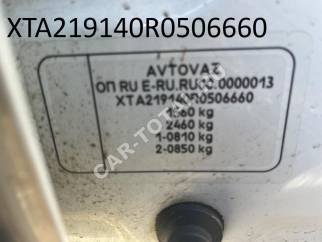 XTA219140R0506660
AVTOVAZ
ОП RU E-RU.RU
0000013
XTA219140R0506660
1560 kg
2460 kg
1-0810 kg
2-0850 kg
CAR-TOTAL